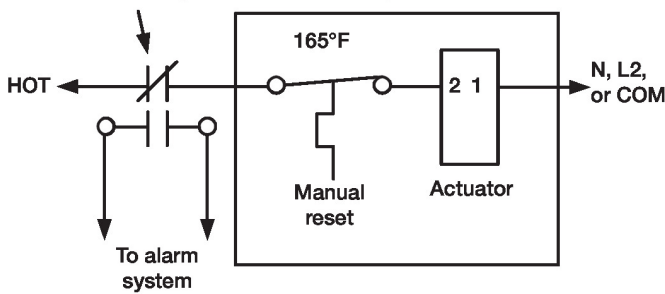 165°F
HOT
2 1
N, L2,
or COM
Manual
reset
Actuator
To alarm
system